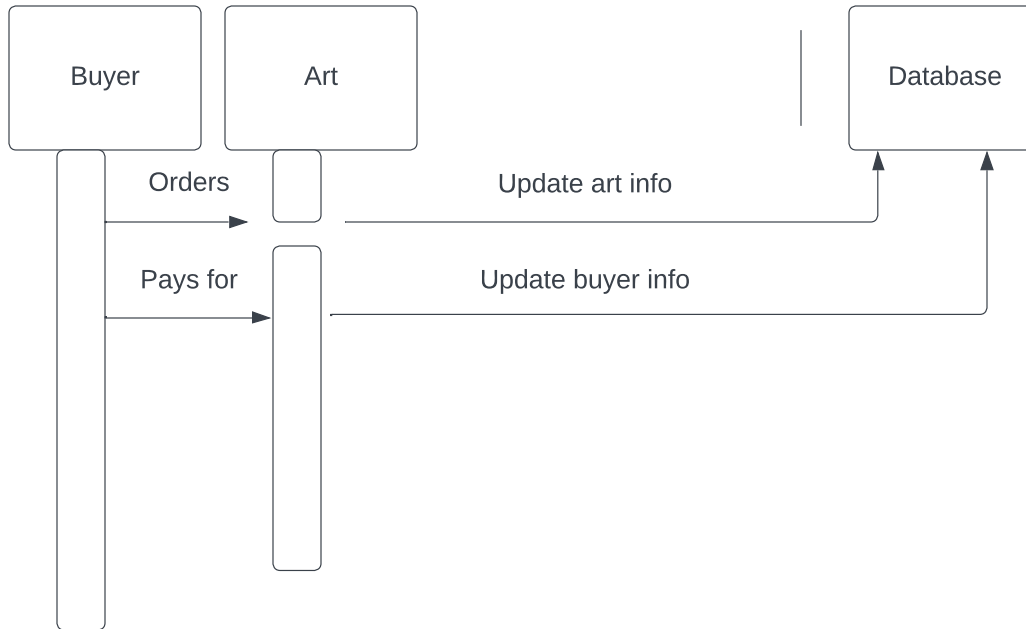 Buyer
Art
Database
Orders
Update art info
Pays for
Update buyer info